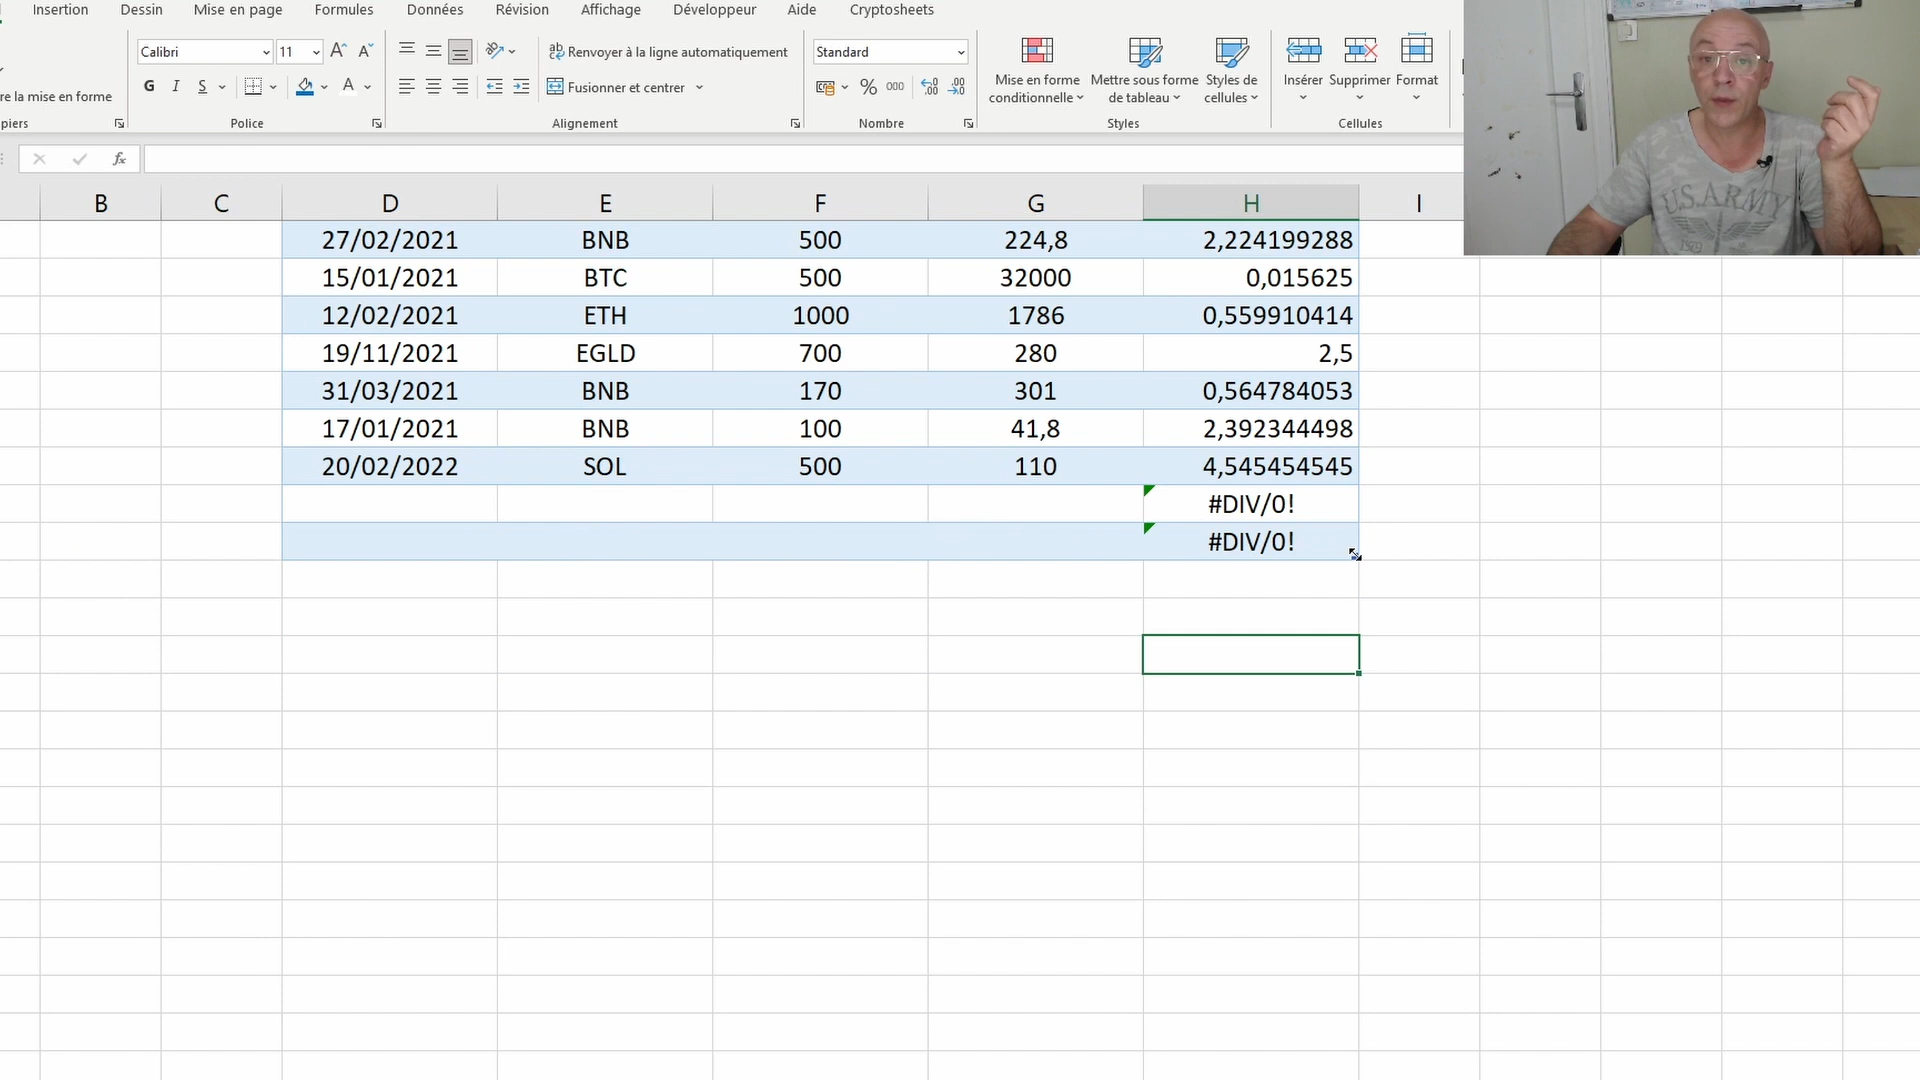 Insertion Dessin Mise en page Formules Données Révision Affichage Développeur Aide Cryptosheets
Calibri 11 Renvoyer à la ligne automatiquement Standard
Mise en forme conditionnelle
Mettre sous forme de tableau
Styles de cellules
Insérer Supprimer Format
re la mise en forme G I S A Fusionner et centrer % 000
piers Police Alignement Nombre Styles Cellules
fx
B C D E F G H I
27/02/2021 BNB 500 224,8 2,224199288
15/01/2021 BTC 500 32000 0,015625
12/02/2021 ETH 1000 1786 0,559910414
19/11/2021 EGLD 700 280 2,5
31/03/2021 BNB 170 301 0,564784053
17/01/2021 BNB 100 41,8 2,392344498
20/02/2022 SOL 500 110 4,545454545
#DIV/0!
#DIV/0!
U.S.ARMY